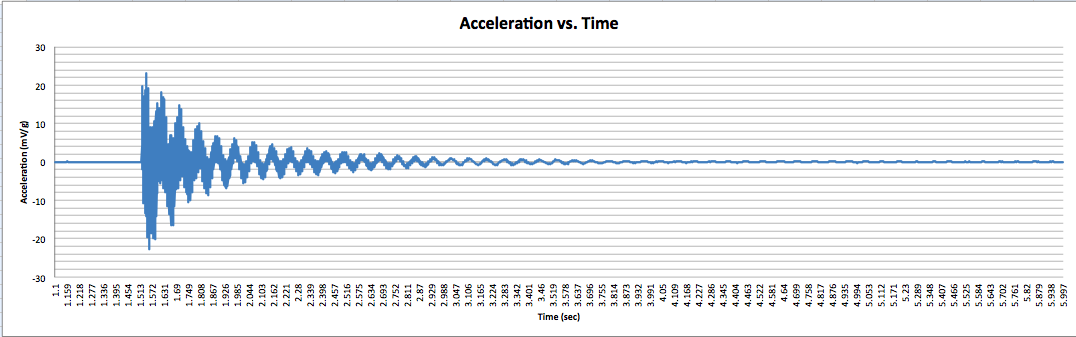 Acceleration vs. Time
Acceleration (mV/g)
30
20
10
0
-10
-20
-30
1.1 1.159 1.218 1.277 1.336 1.395 1.454 1.513 1.572 1.631 1.69 1.749 1.808 1.867 1.926 1.985 2.044 2.103 2.162 2.221 2.28 2.339 2.398 2.457 2.516 2.575 2.634 2.693 2.752 2.811 2.87 2.929 2.988 3.047 3.106 3.165 3.224 3.283 3.342 3.401 3.46 3.519 3.578 3.637 3.696 3.755 3.814 3.873 3.932 3.991 4.05 4.109 4.168 4.227 4.286 4.345 4.404 4.463 4.522 4.581 4.64 4.699 4.758 4.817 4.876 4.935 4.994 5.053 5.112 5.171 5.23 5.289 5.348 5.407 5.466 5.525 5.584 5.643 5.702 5.761 5.82 5.879 5.938 5.997
Time (sec)